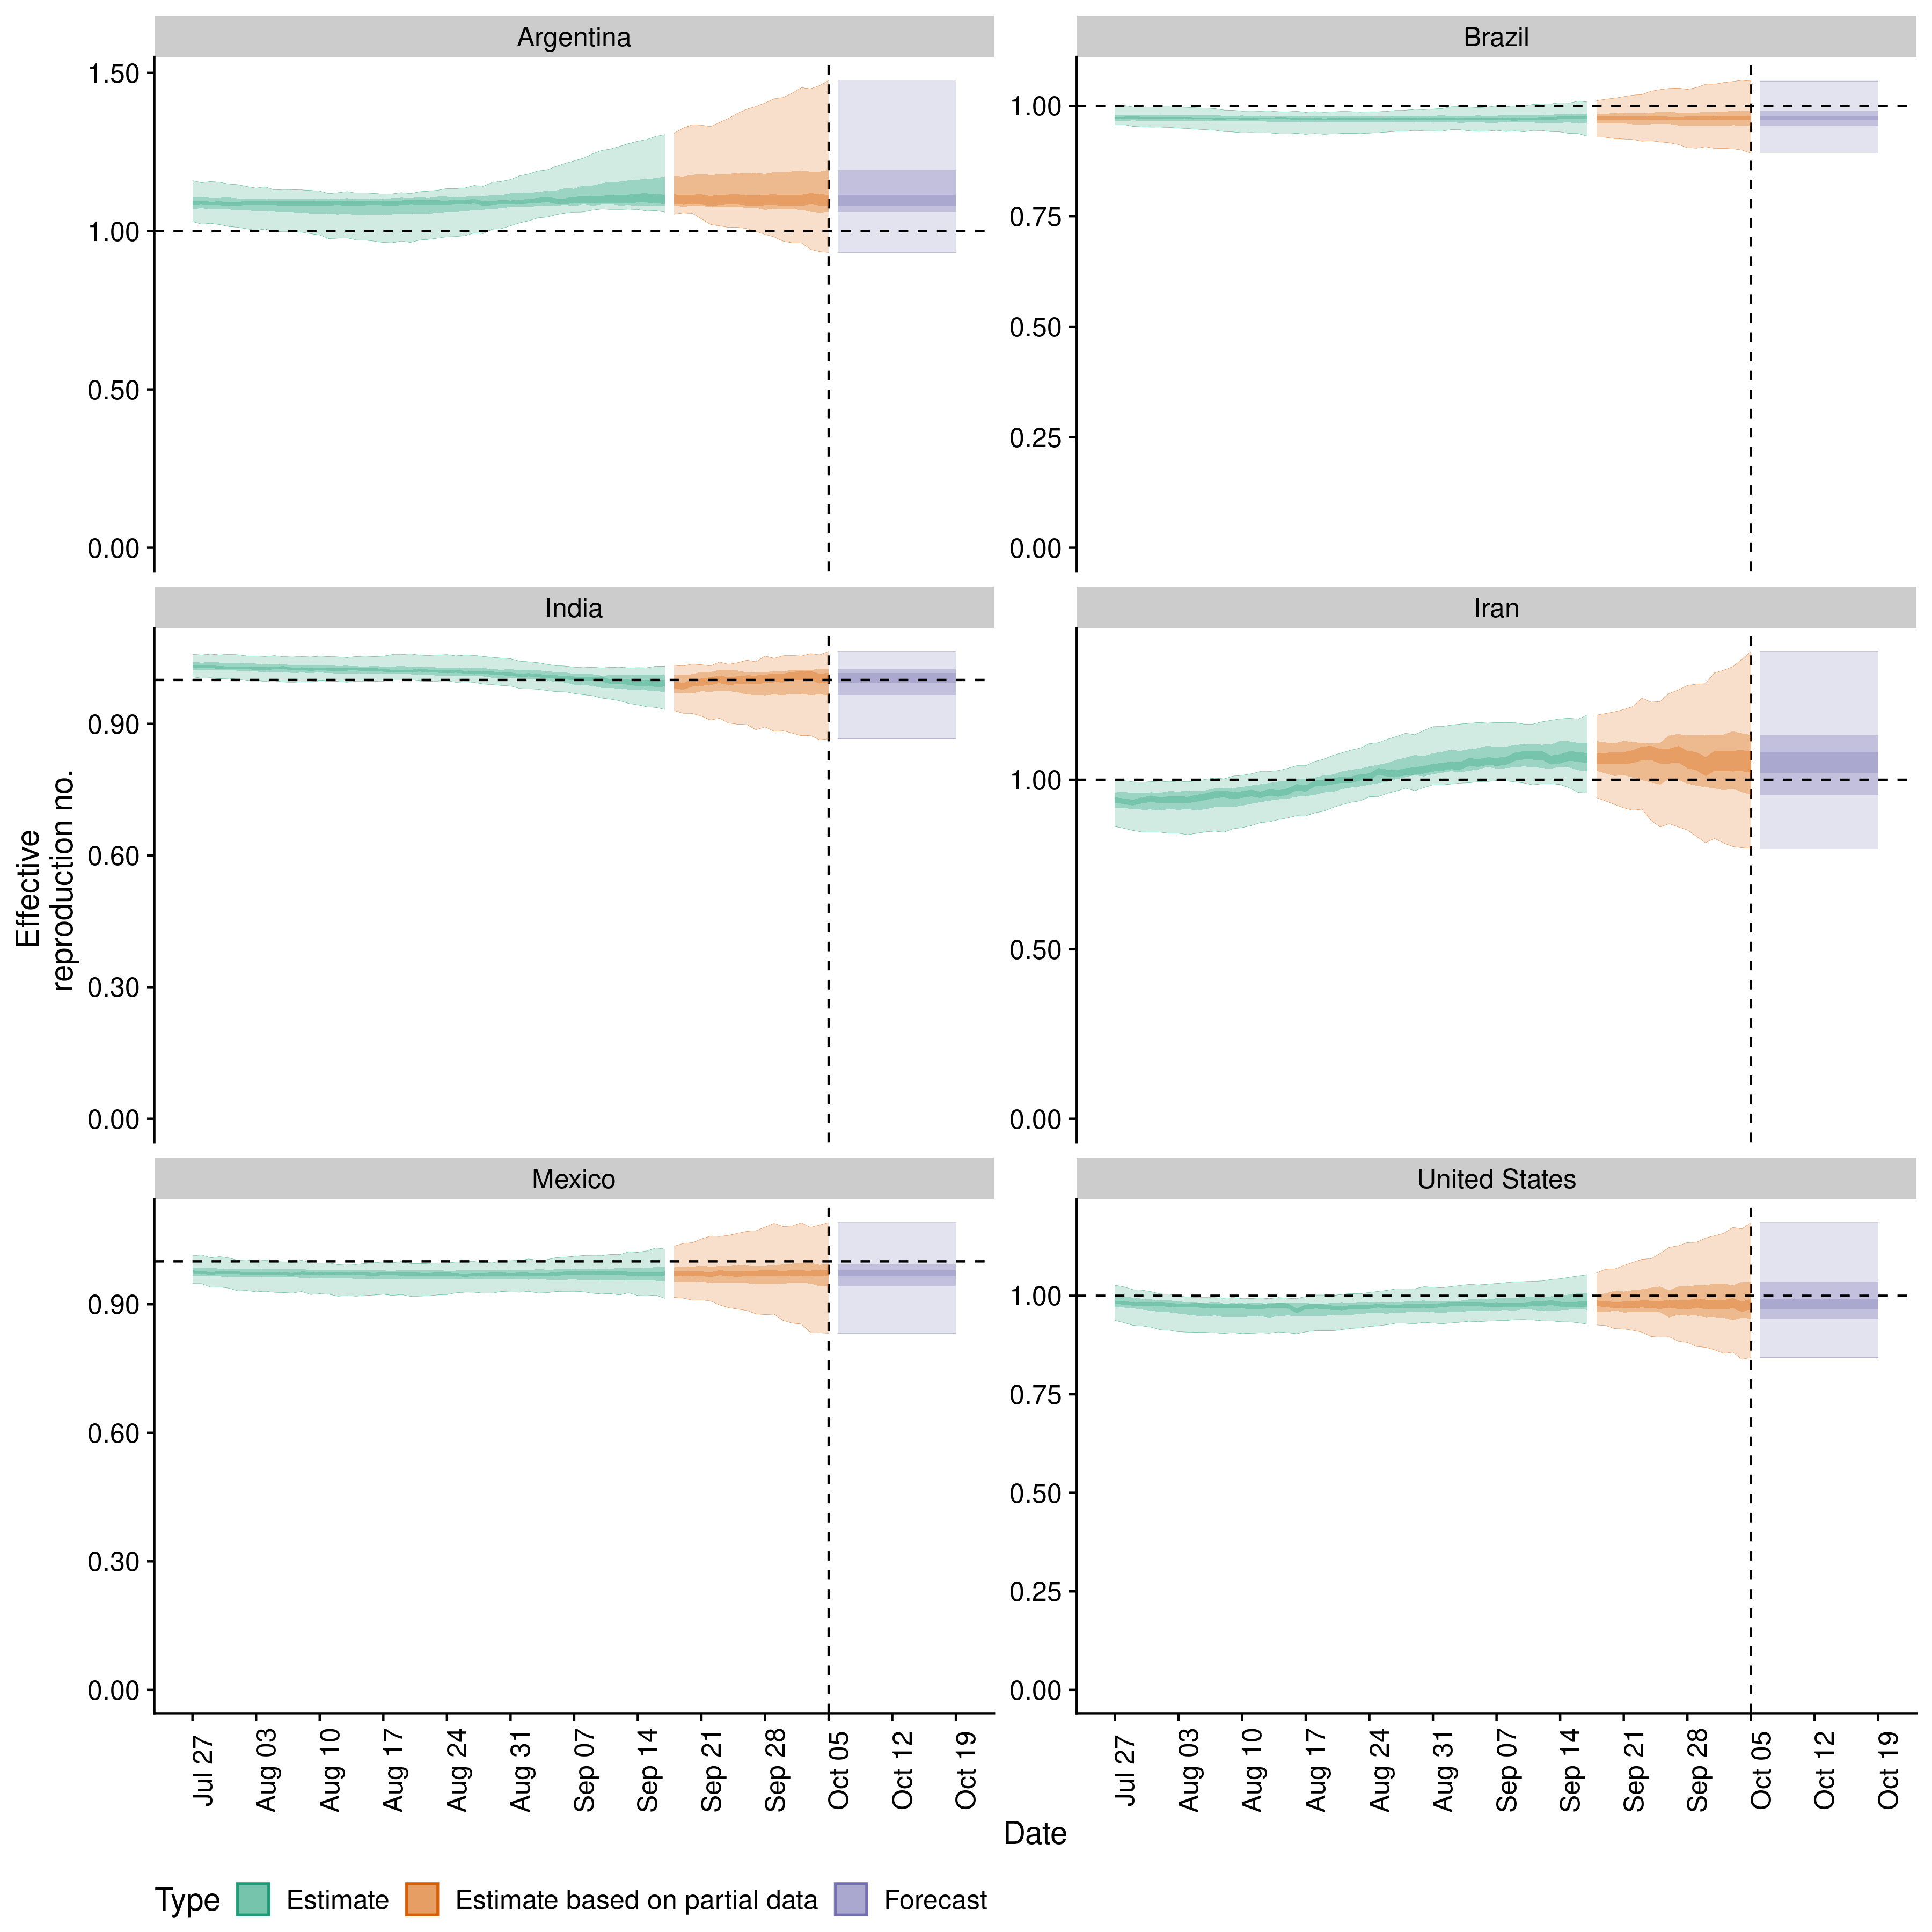 Argentina
Brazil
1.50
1.00
0.50
0.00
1.00
0.75
0.50
0.25
0.00
India
Iran
0.90
0.60
0.30
0.00
1.00
0.50
0.00
Mexico
United States
0.90
0.60
0.30
0.00
1.00
0.75
0.50
0.25
0.00
Effective
reproduction no.
Jul 27
Aug 03
Aug 10
Aug 17
Aug 24
Aug 31
Sep 07
Sep 14
Sep 21
Sep 28
Oct 05
Oct 12
Oct 19
Jul 27
Aug 03
Aug 10
Aug 17
Aug 24
Aug 31
Sep 07
Sep 14
Sep 21
Sep 28
Oct 05
Oct 12
Oct 19
Date
Type Estimate Estimate based on partial data Forecast